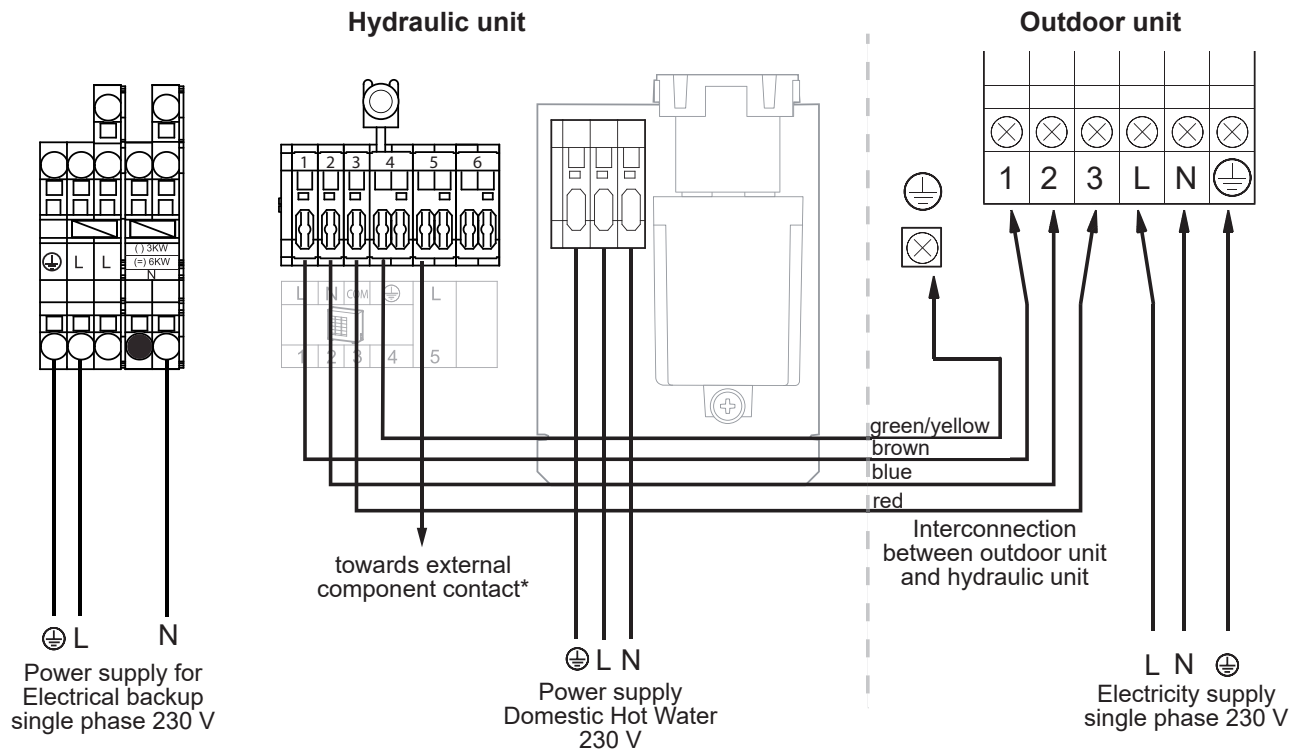 Hydraulic unit
Outdoor unit
1 2 3 4 5 6
1 2 3 L N
L L
( ) 3KW
(=) 6KW
N
L N COM L
1 2 3 4 5
green/yellow
brown
blue
red
Interconnection
between outdoor unit
and hydraulic unit
towards external
component contact*
L N
Power supply for
Electrical backup
single phase 230 V
L N
Power supply
Domestic Hot Water
230 V
L N
Electricity supply
single phase 230 V